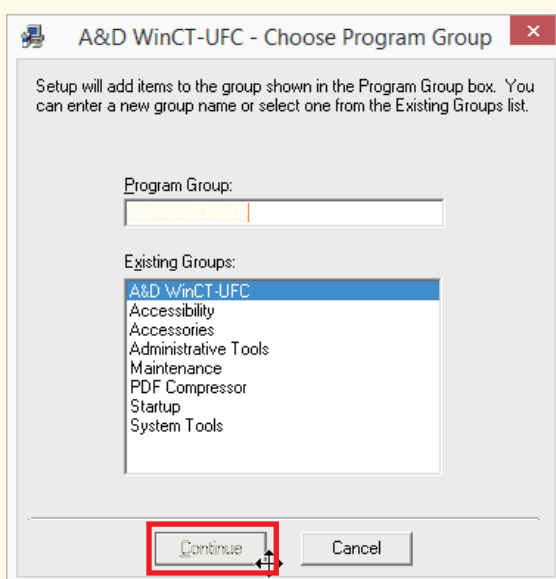 A&D WinCT-UFC - Choose Program Group
Setup will add items to the group shown in the Program Group box. You
can enter a new group name or select one from the Existing Groups list.
Program Group:
A&D WinCT-UFC
Existing Groups:
A&D WinCT-UFC
Accessibility
Accessories
Administrative Tools
Maintenance
PDF Compressor
Startup
System Tools
Continue
Cancel